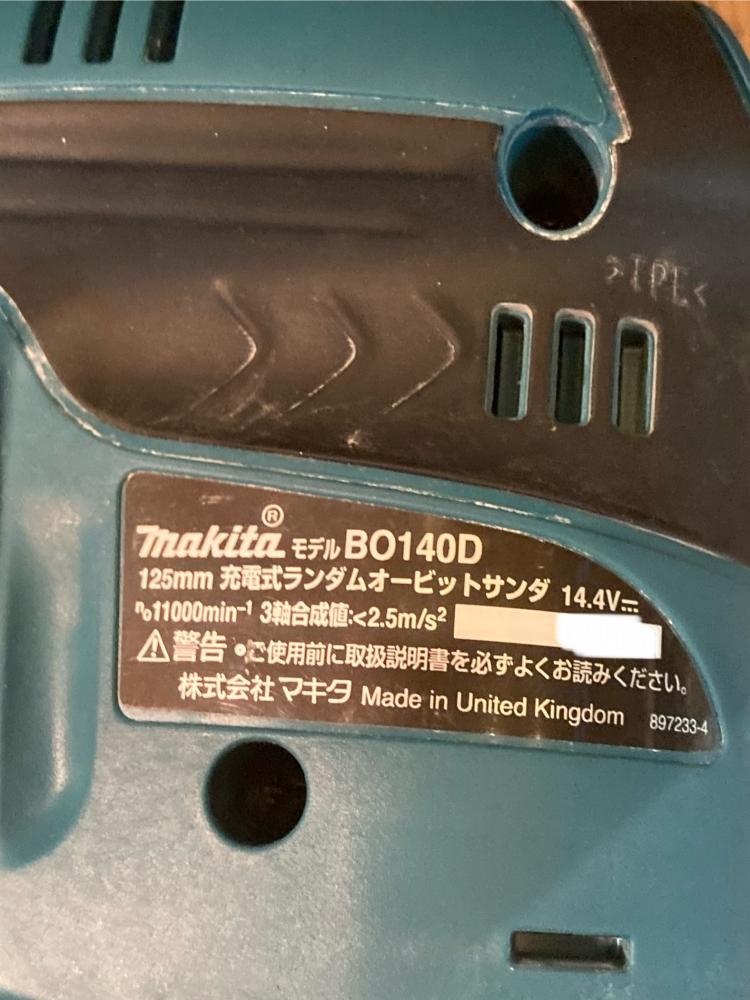 >TPE<
makita® モデル BO140D
125mm 充電式ランダムオービットサンダ 14.4V⎓
n₀11000min⁻¹ 3軸合成値:<2.5m/s²
⚠警告 •ご使用前に取扱説明書を必ずよくお読みください。
株式会社マキタ Made in United Kingdom 897233-4